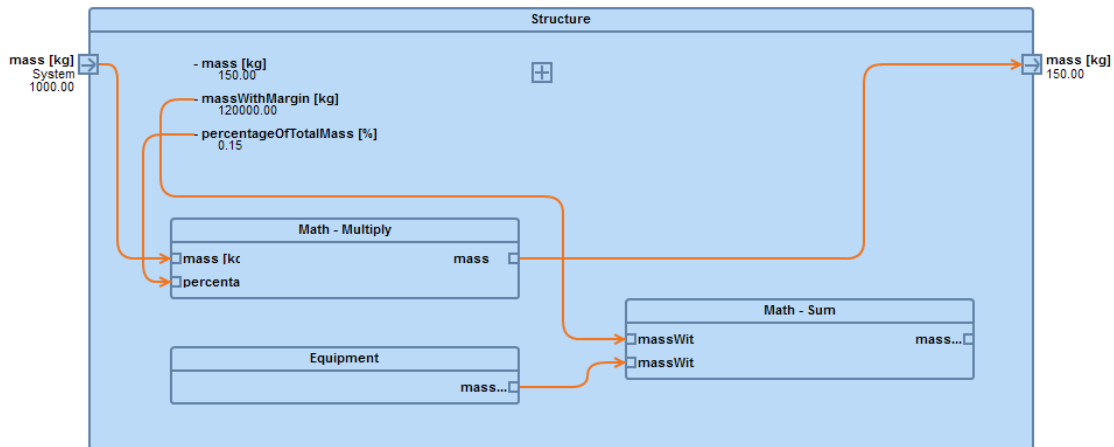 Structure
mass [kg]
System
1000.00
- mass [kg]
150.00
- massWithMargin [kg]
120000.00
- percentageOfTotalMass [%]
0.15
mass [kg]
150.00
Math - Multiply
mass [kg
mass
percenta
Math - Sum
massWit
mass...
massWit
Equipment
mass...